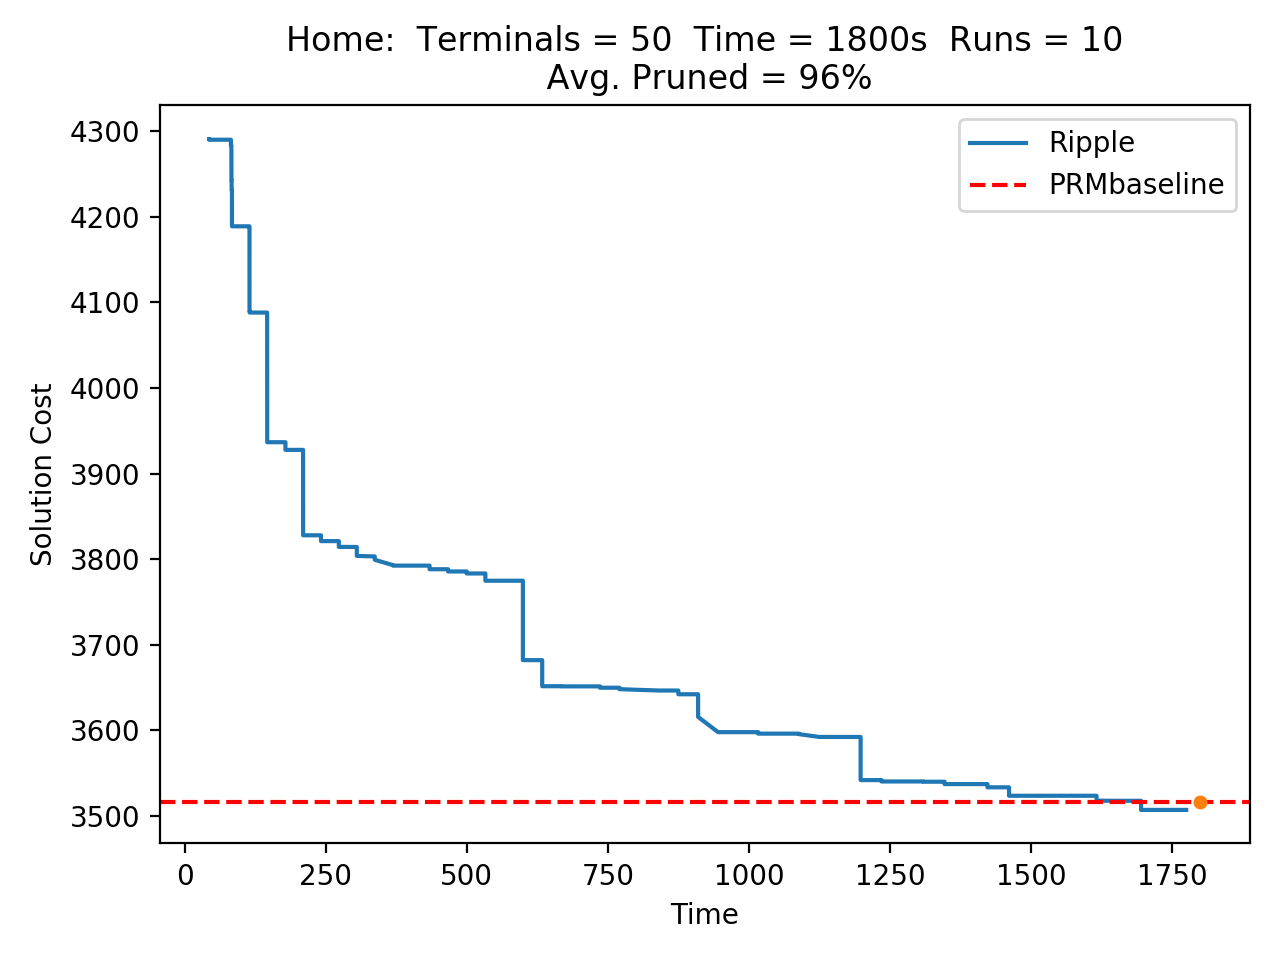 Home:  Terminals = 50  Time = 1800s  Runs = 10
Avg. Pruned = 96%
Ripple
PRMbaseline
Solution Cost
4300
4200
4100
4000
3900
3800
3700
3600
3500
0 250 500 750 1000 1250 1500 1750
Time